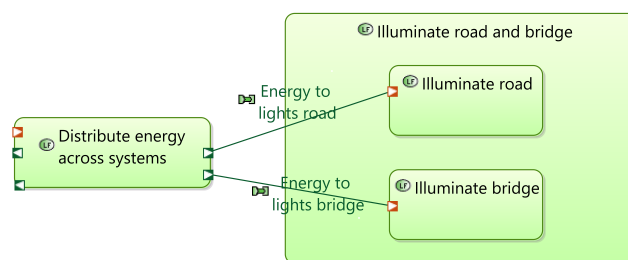 LF Illuminate road and bridge
LF Illuminate road
Energy to
lights road
LF Distribute energy
across systems
Energy to
lights bridge
LF Illuminate bridge